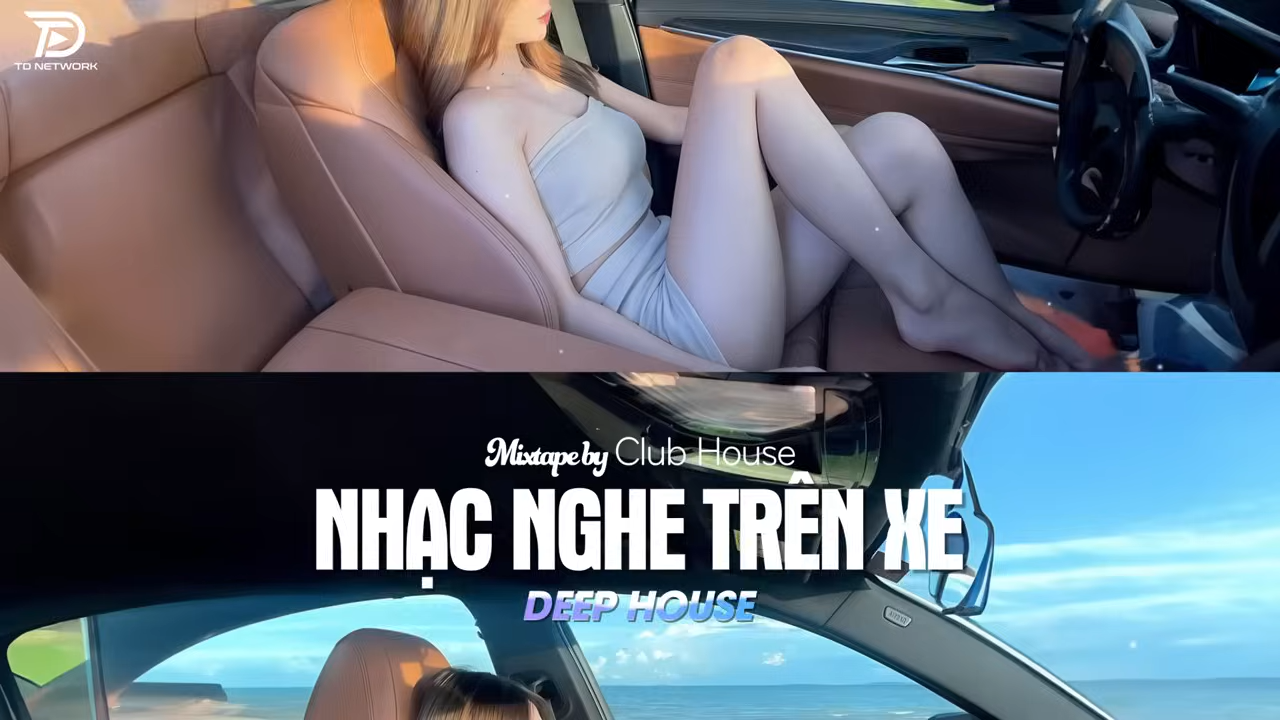 TD NETWORK
Mixtape by Club House
NHẠC NGHE TRÊN XE
DEEP HOUSE